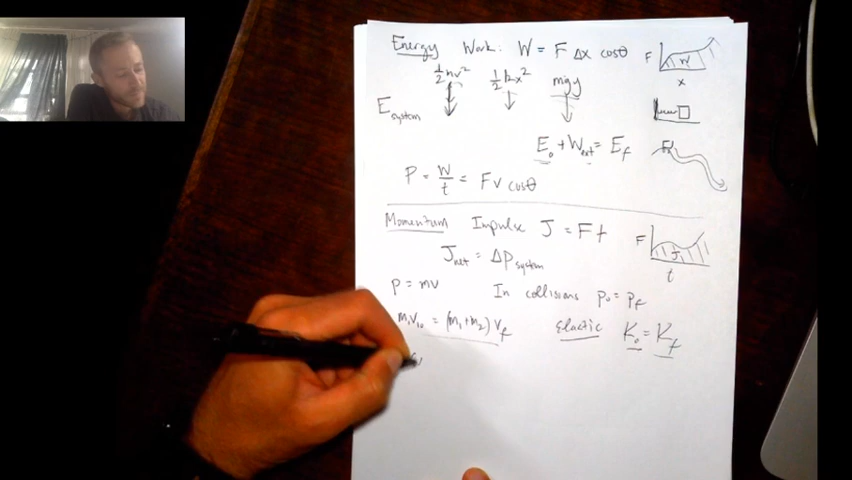 Energy Work: W = F Δx cosθ
F W x
½mv² ½kx² mgy
E system
E₀ + W ext = E f
P = W/t = Fv cosθ
Momentum Impulse J = Ft
F J t
J net = Δp system
p = mv In collisions p₀ = p f
m₁v₁₀ = (m₁+m₂) v f elastic K₀ = K f